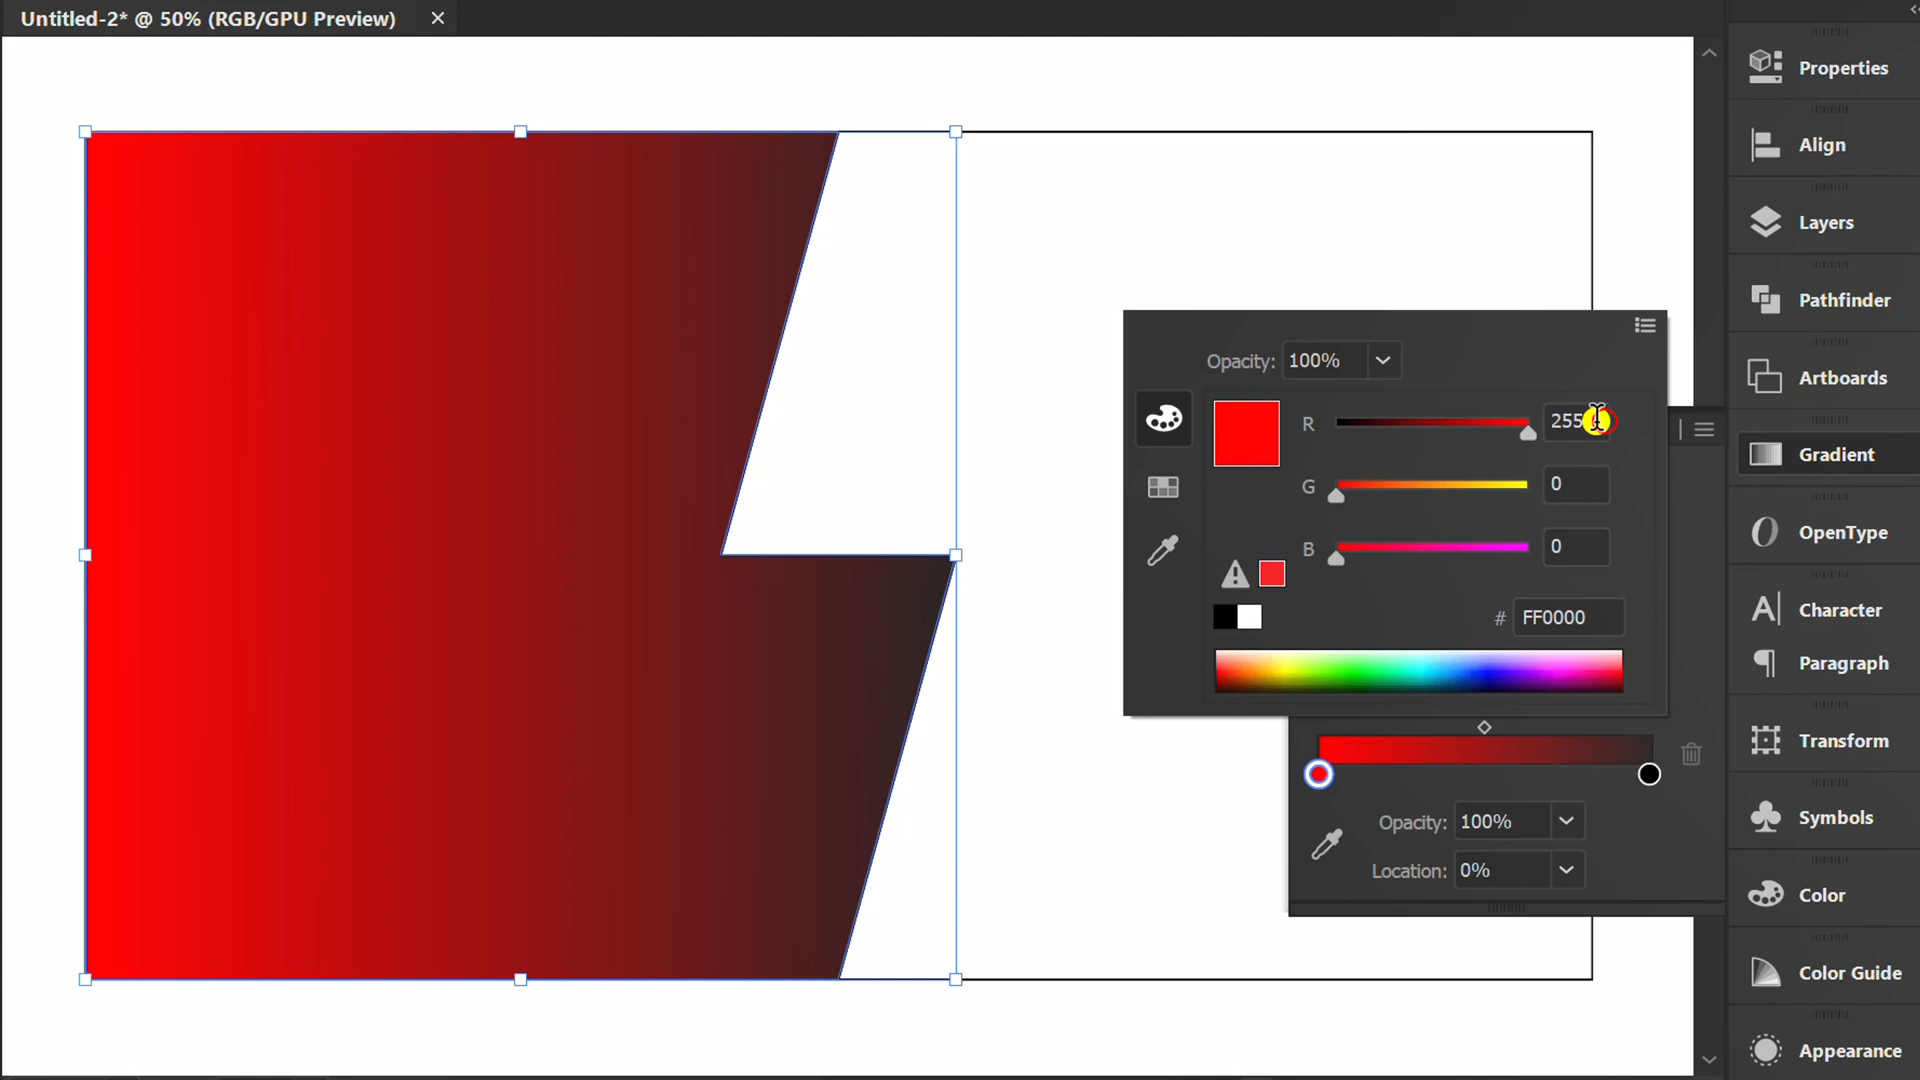 Untitled-2* @ 50% (RGB/GPU Preview)
Properties
Align
Layers
Pathfinder
Artboards
Gradient
OpenType
Character
Paragraph
Transform
Symbols
Color
Color Guide
Appearance
Opacity: 100%
R 255
G 0
B 0
# FF0000
Opacity: 100%
Location: 0%